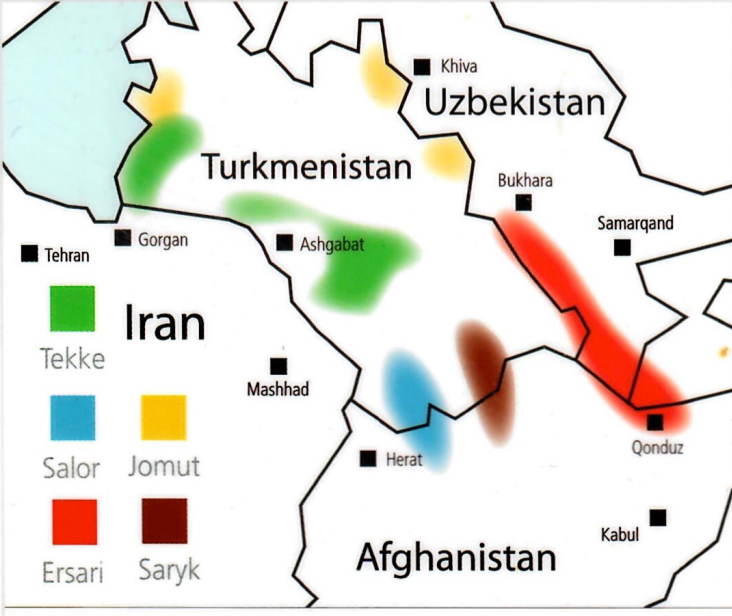 Khiva
Uzbekistan
Turkmenistan
Bukhara
Samarqand
Gorgan
Ashgabat
Tehran
Iran
Tekke
Mashhad
Salor
Jomut
Herat
Qonduz
Ersari
Saryk
Afghanistan
Kabul